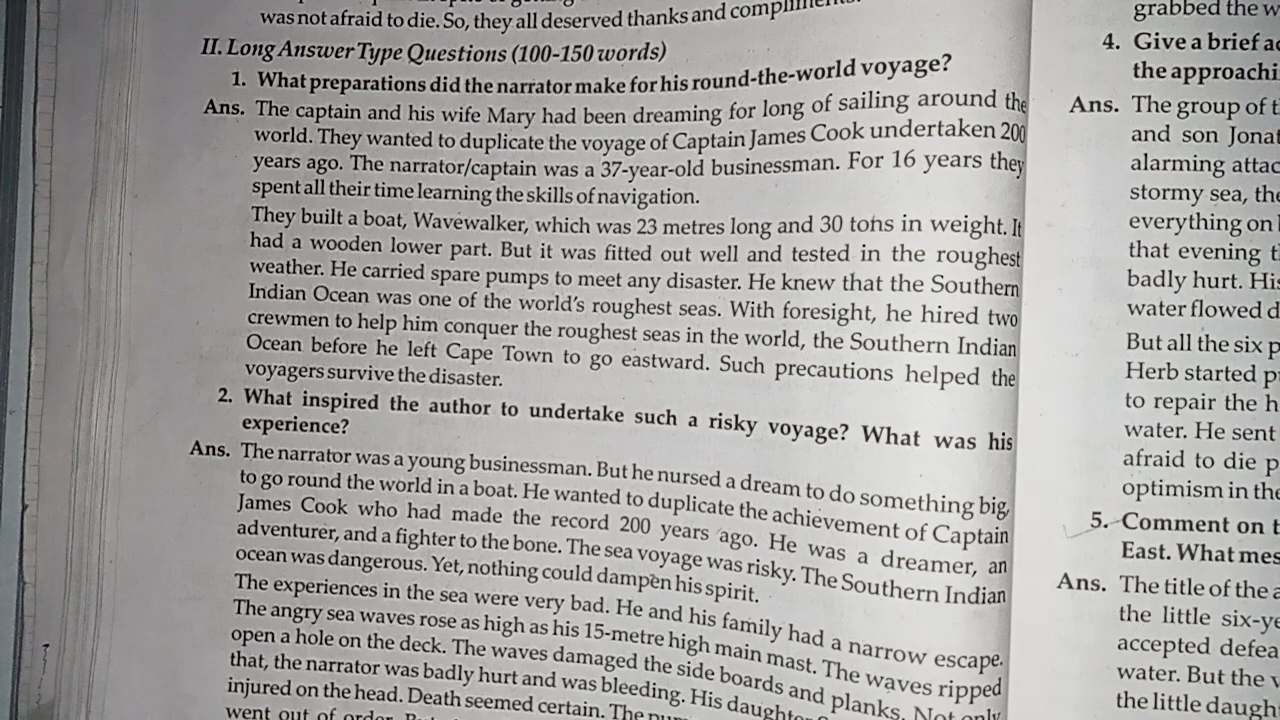 was not afraid to die. So, they all deserved thanks and compliments.
II. Long Answer Type Questions (100-150 words)
1. What preparations did the narrator make for his round-the-world voyage?
Ans. The captain and his wife Mary had been dreaming for long of sailing around the
world. They wanted to duplicate the voyage of Captain James Cook undertaken 200
years ago. The narrator/captain was a 37-year-old businessman. For 16 years they
spent all their time learning the skills of navigation.
They built a boat, Wavewalker, which was 23 metres long and 30 tons in weight. It
had a wooden lower part. But it was fitted out well and tested in the roughest
weather. He carried spare pumps to meet any disaster. He knew that the Southern
Indian Ocean was one of the world's roughest seas. With foresight, he hired two
crewmen to help him conquer the roughest seas in the world, the Southern Indian
Ocean before he left Cape Town to go eastward. Such precautions helped the
voyagers survive the disaster.
2. What inspired the author to undertake such a risky voyage? What was his
experience?
Ans. The narrator was a young businessman. But he nursed a dream to do something big,
to go round the world in a boat. He wanted to duplicate the achievement of Captain
James Cook who had made the record 200 years ago. He was a dreamer, an
adventurer, and a fighter to the bone. The sea voyage was risky. The Southern Indian
ocean was dangerous. Yet, nothing could dampen his spirit.
The experiences in the sea were very bad. He and his family had a narrow escape.
The angry sea waves rose as high as his 15-metre high main mast. The waves ripped
open a hole on the deck. The waves damaged the side boards and planks. Not only
that, the narrator was badly hurt and was bleeding. His daughter
injured on the head. Death seemed certain. The
went out of order.
grabbed the w
4. Give a brief a
the approachi
Ans. The group of t
and son Jona
alarming attac
stormy sea, the
everything on
that evening t
badly hurt. His
water flowed d
But all the six p
Herb started p
to repair the h
water. He sent
afraid to die p
optimism in the
5. Comment on t
East. What mes
Ans. The title of the a
the little six-ye
accepted defea
water. But the v
the little daugh